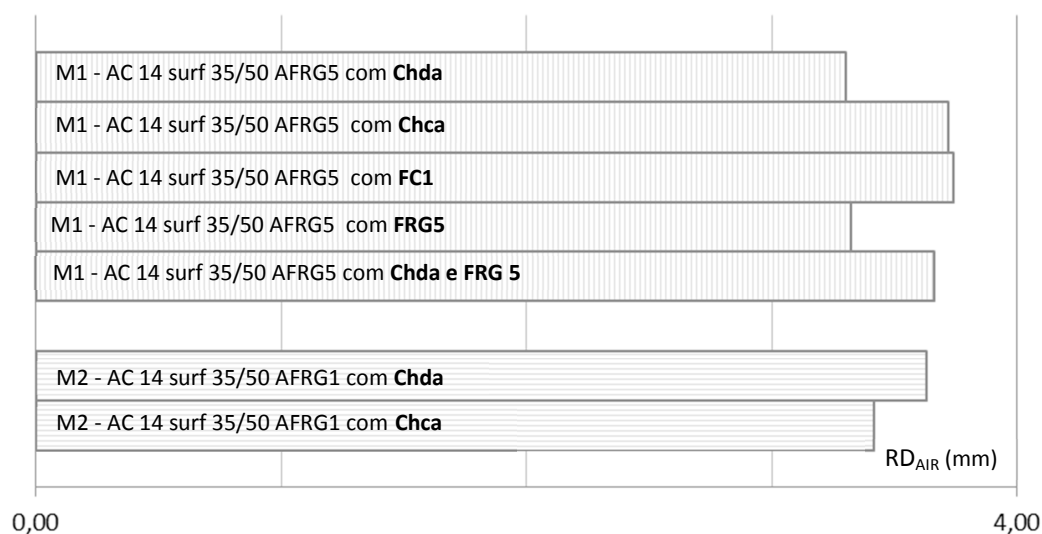 M1 - AC 14 surf 35/50 AFRG5 com Chda
M1 - AC 14 surf 35/50 AFRG5 com Chca
M1 - AC 14 surf 35/50 AFRG5 com FC1
M1 - AC 14 surf 35/50 AFRG5 com FRG5
M1 - AC 14 surf 35/50 AFRG5 com Chda e FRG 5
M2 - AC 14 surf 35/50 AFRG1 com Chda
M2 - AC 14 surf 35/50 AFRG1 com Chca
RDAIR (mm)
0,00 4,00